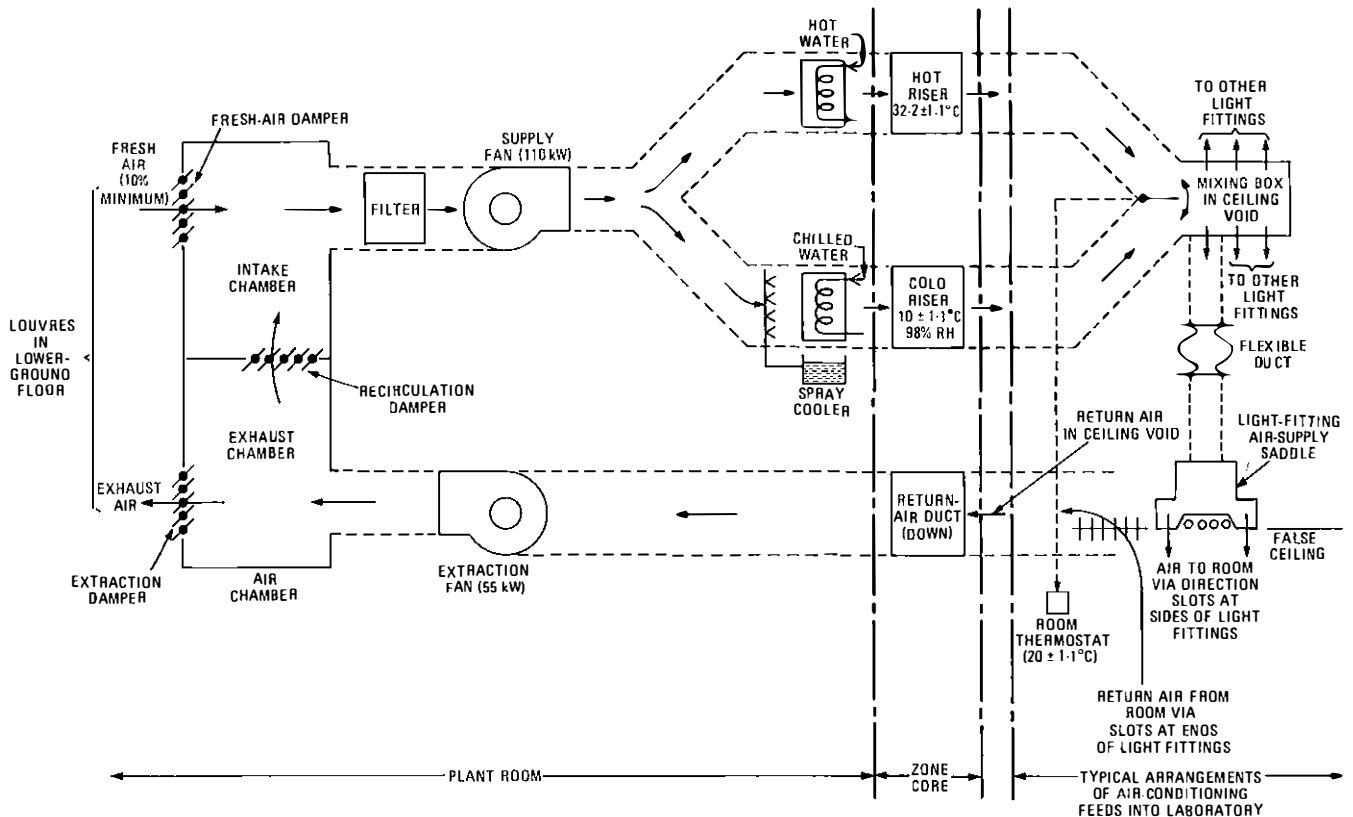 HOT
WATER
HOT
RISER
32·2±1·1°C
TO OTHER
LIGHT
FITTINGS
FRESH-AIR DAMPER
FRESH
AIR
(10%
MINIMUM)
SUPPLY
FAN (110 kW)
FILTER
MIXING BOX
IN CEILING
VOID
CHILLED
WATER
COLD
RISER
10 ± 1·1°C
98% RH
TO OTHER
LIGHT
FITTINGS
INTAKE
CHAMBER
LOUVRES
IN
LOWER-
GROUND
FLOOR
FLEXIBLE
DUCT
RECIRCULATION
DAMPER
SPRAY
COOLER
RETURN AIR
IN CEILING VOID
LIGHT-FITTING
AIR-SUPPLY
SADDLE
EXHAUST
CHAMBER
EXHAUST
AIR
RETURN-
AIR DUCT
(DOWN)
FALSE
CEILING
EXTRACTION
DAMPER
AIR
CHAMBER
EXTRACTION
FAN (55 kW)
AIR TO ROOM
VIA DIRECTION
SLOTS AT
SIDES OF LIGHT
FITTINGS
ROOM
THERMOSTAT
(20 ± 1·1°C)
RETURN AIR FROM
ROOM VIA
SLOTS AT ENDS
OF LIGHT FITTINGS
PLANT ROOM
ZONE
CORE
TYPICAL ARRANGEMENTS
OF AIR-CONDITIONING
FEEDS INTO LABORATORY